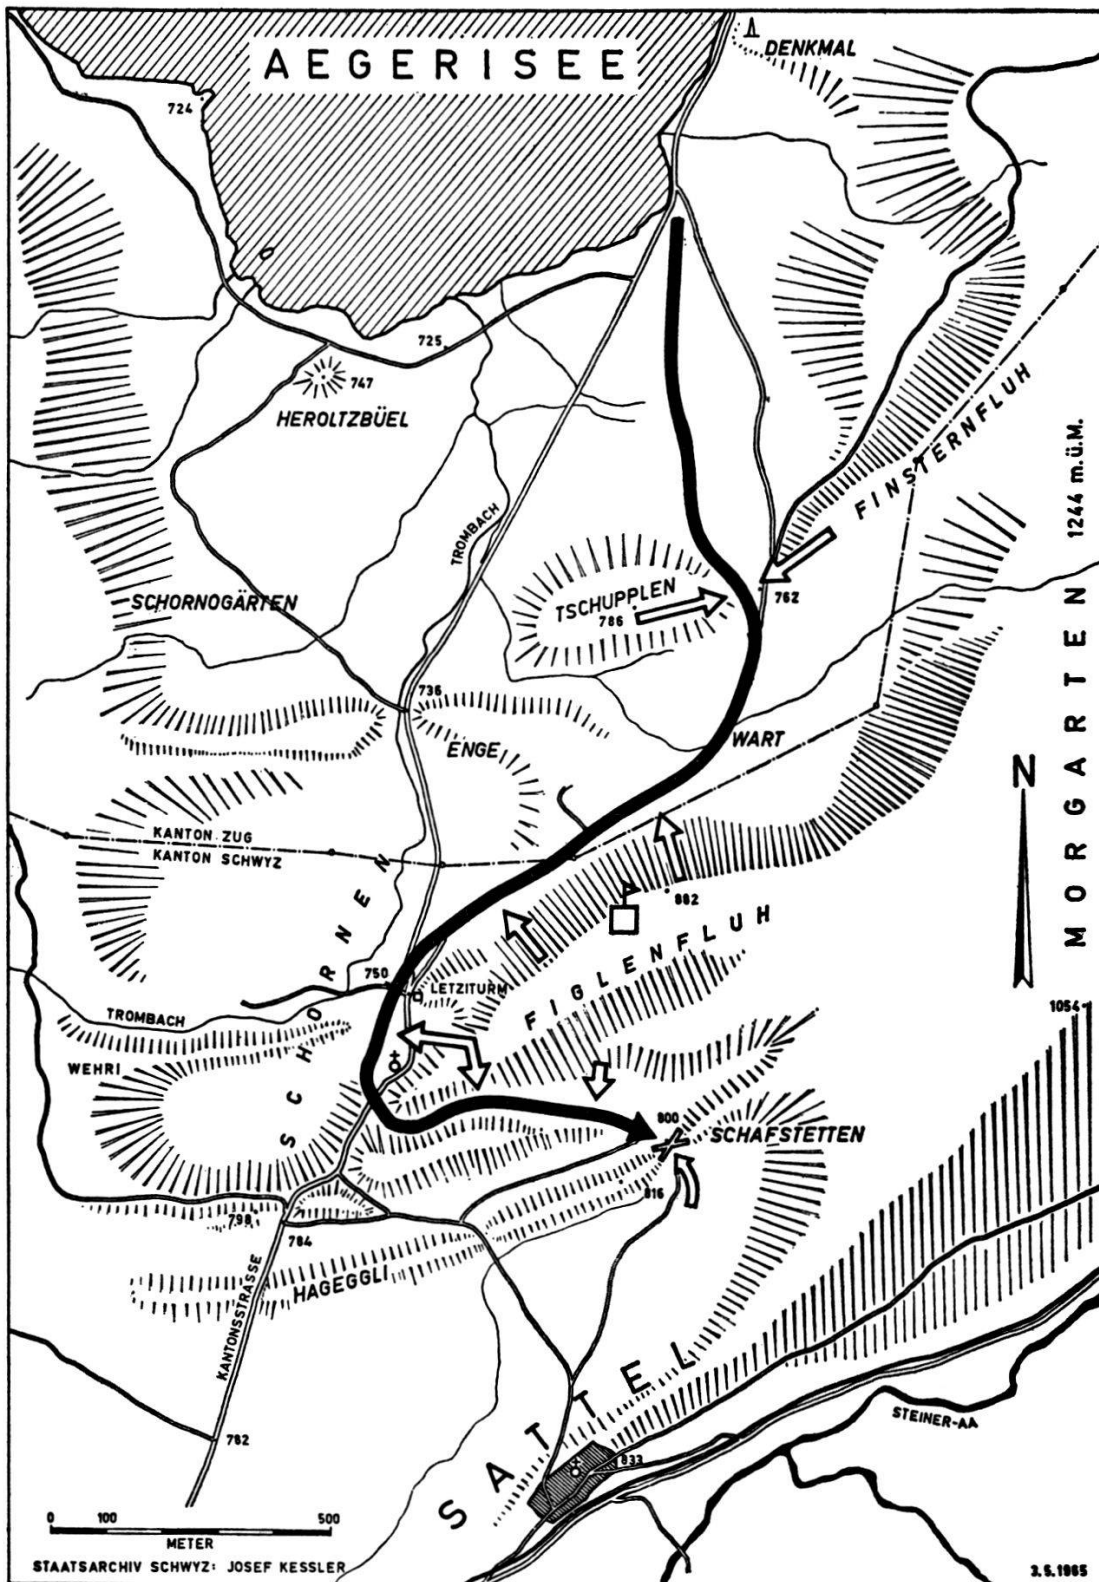 AEGERISEE
DENKMAL
724
725
747
HEROLTZBÜEL
FINSTERNFLUH
MORGARTEN 1244 m.ü.M.
TROMBACH
SCHORNOGÄRTEN
TSCHUPPLEN
786
762
736
ENGE
WART
N
KANTON ZUG
KANTON SCHWYZ
882
FIGLENFLUH
SCHORNEN
750
LETZITURM
TROMBACH
WEHRI
1054
800
SCHAFSTETTEN
816
798
784
HAGEGGLI
KANTONSSTRASSE
SATTEL
STEINER-AA
782
833
0 100 500
METER
STAATSARCHIV SCHWYZ: JOSEF KESSLER
3.5.1965